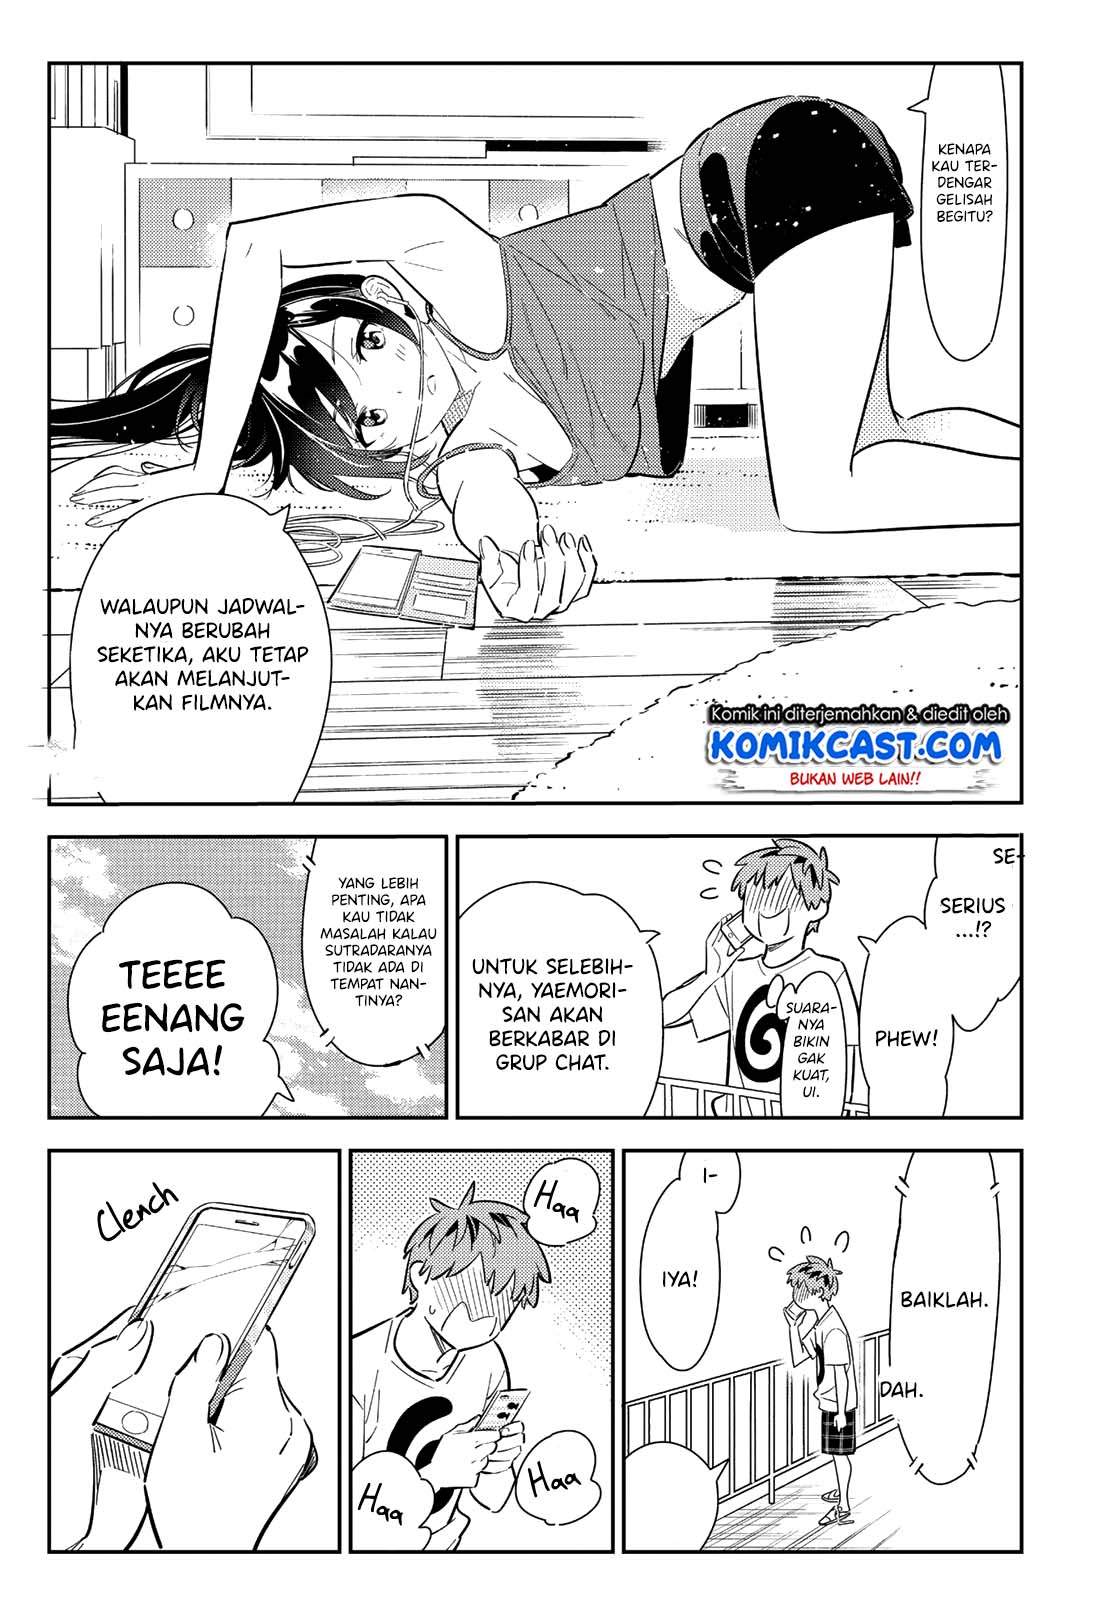 KENAPA
KAU TER-
DENGAR
GELISAH
BEGITU?
WALAUPUN JADWAL-
NYA BERUBAH
SEKETIKA, AKU TETAP
AKAN MELANJUT-
KAN FILMNYA.
Komik ini diterjemahkan & diedit oleh
KOMIKCAST.COM
BUKAN WEB LAIN!!
SE-
SERIUS
...!?
PHEW!
SUARA-
NYA
BIKIN
GAK
KUAT,
UI.
UNTUK SELEBIH-
NYA, YAEMORI-
SAN AKAN
BERKABAR DI
GRUP CHAT.
YANG LEBIH
PENTING, APA
KAU TIDAK
MASALAH KALAU
SUTRADARANYA
TIDAK ADA DI
TEMPAT NAN-
TINYA?
TEEEE
EENANG
SAJA!
BAIKLAH.
DAH.
I-
IYA!
Haa
Haa
Haa
Clench